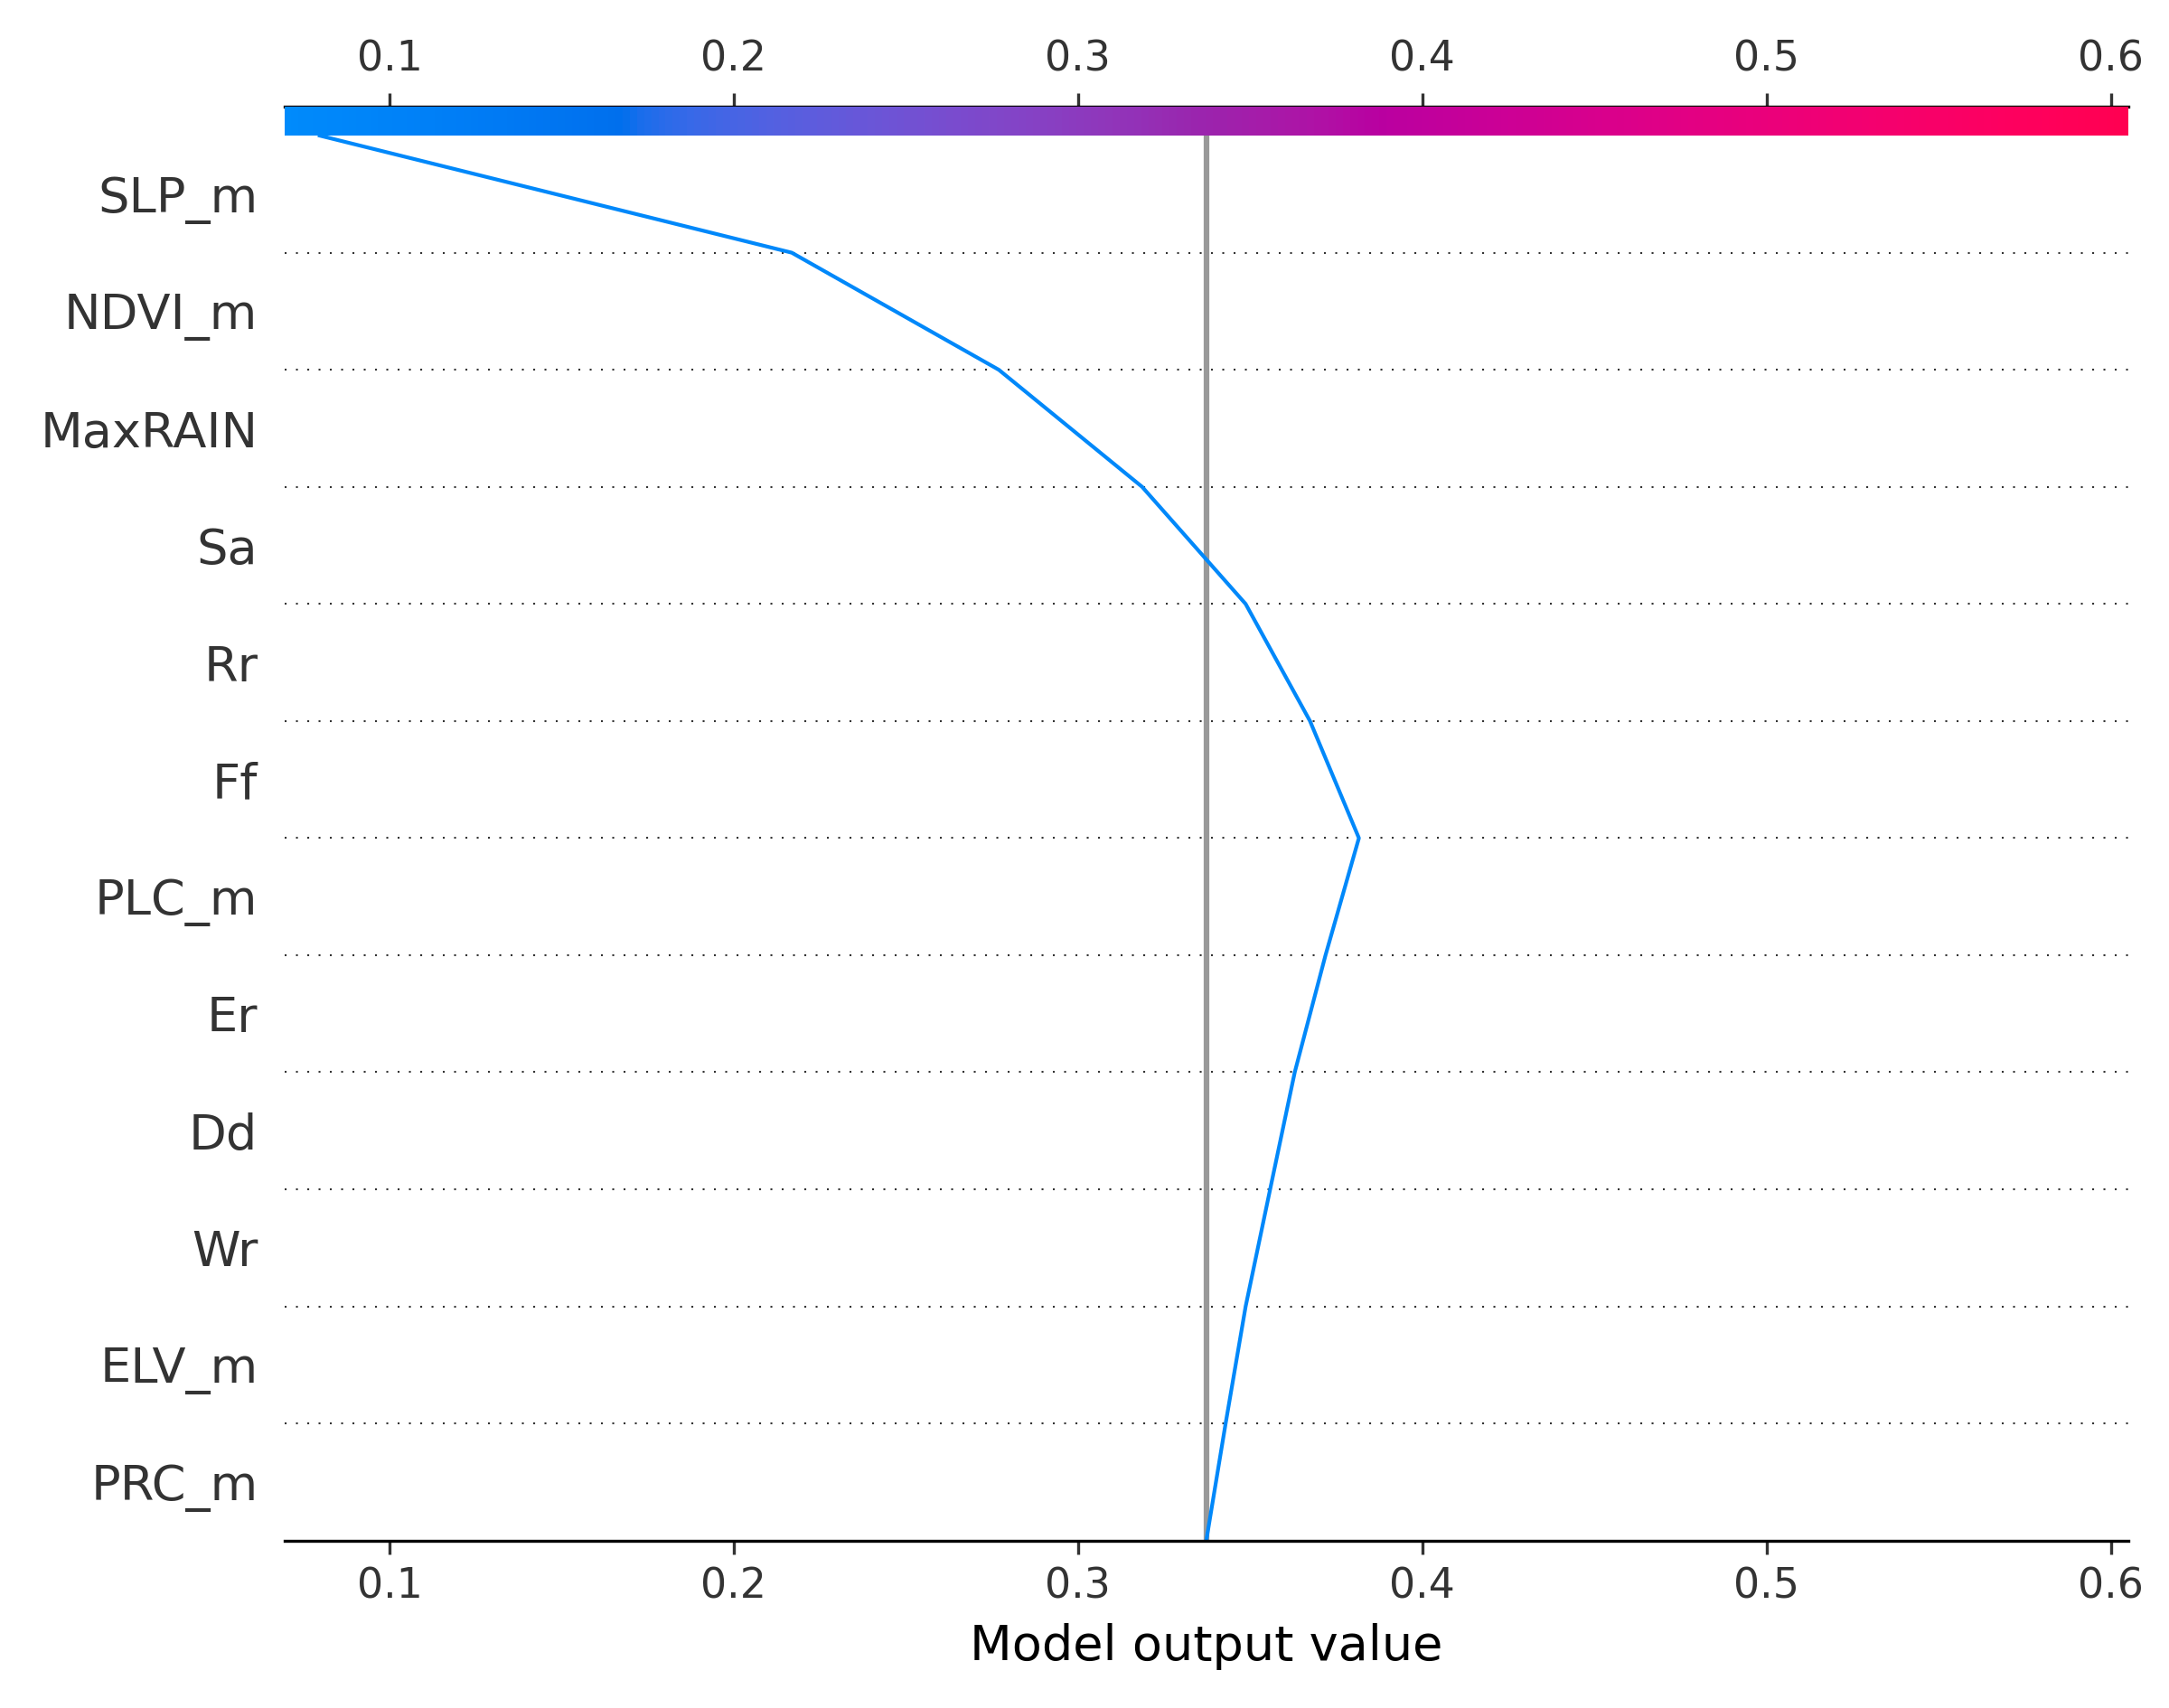 0.1 0.2 0.3 0.4 0.5 0.6
SLP_m
NDVI_m
MaxRAIN
Sa
Rr
Ff
PLC_m
Er
Dd
Wr
ELV_m
PRC_m
0.1 0.2 0.3 0.4 0.5 0.6
Model output value